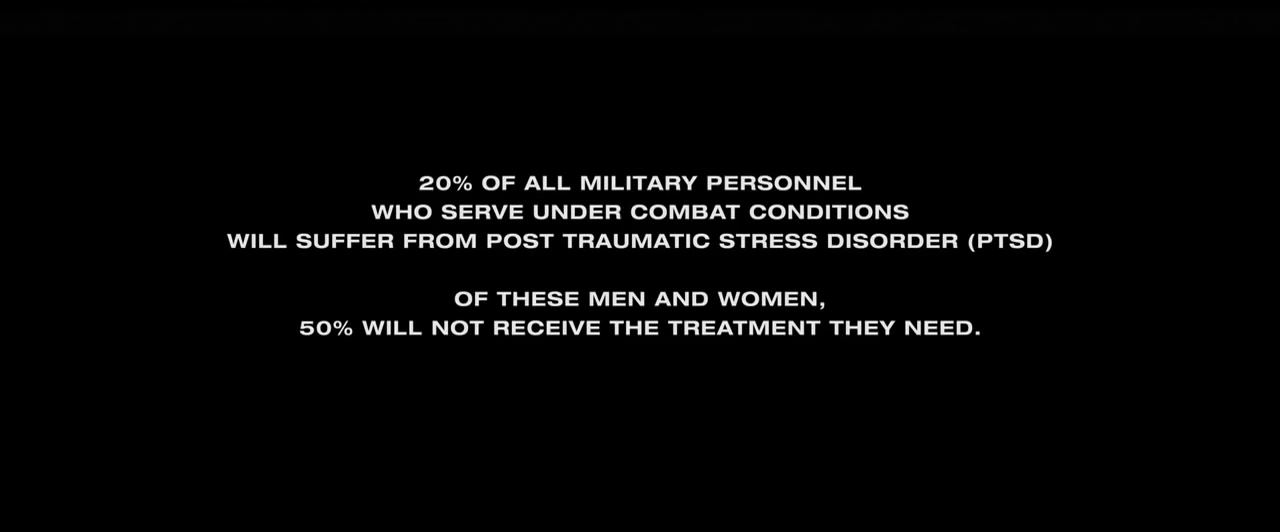 20% OF ALL MILITARY PERSONNEL
WHO SERVE UNDER COMBAT CONDITIONS
WILL SUFFER FROM POST TRAUMATIC STRESS DISORDER (PTSD)
OF THESE MEN AND WOMEN,
50% WILL NOT RECEIVE THE TREATMENT THEY NEED.